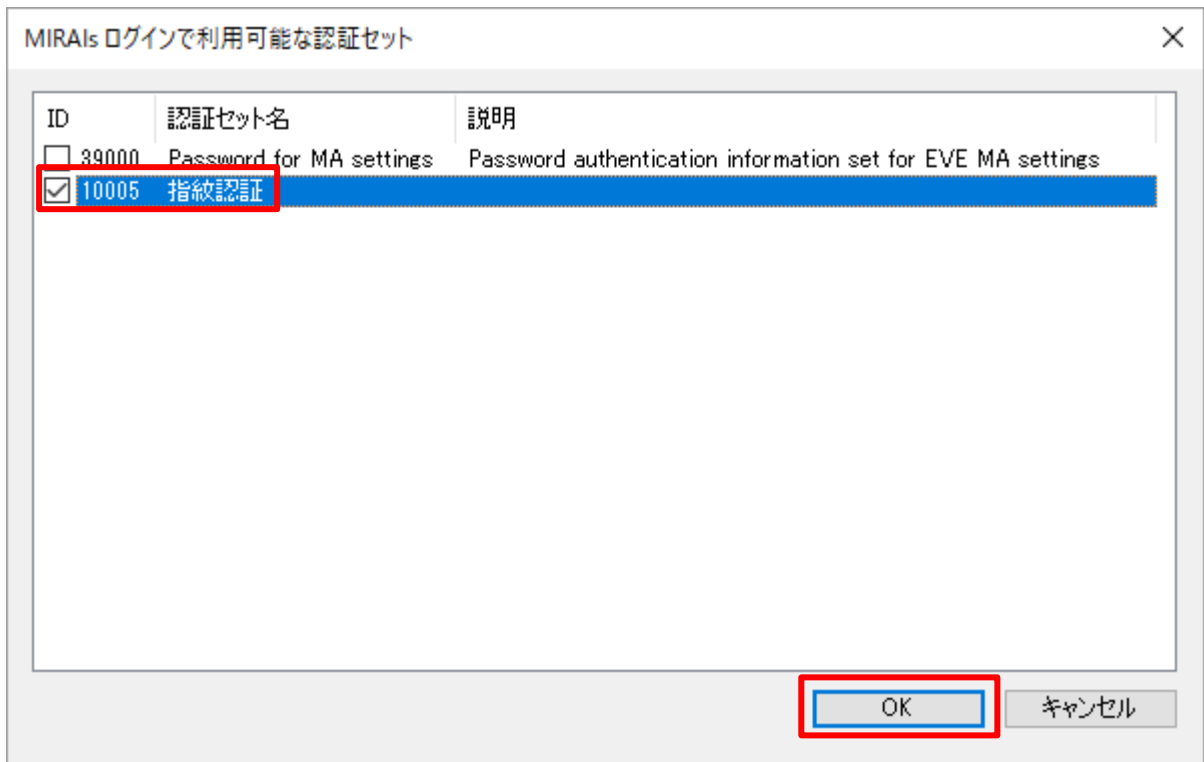 MIRAIs ログインで利用可能な認証セット
ID 認証セット名 説明
39000 Password for MA settings Password authentication information set for EVE MA settings
10005 指紋認証
OK キャンセル